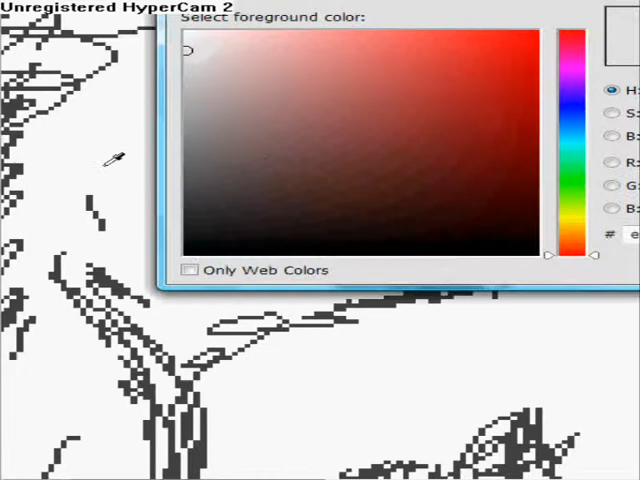 Unregistered HyperCam 2
Select foreground color:
H:
S:
B:
R:
G:
B:
# e
Only Web Colors